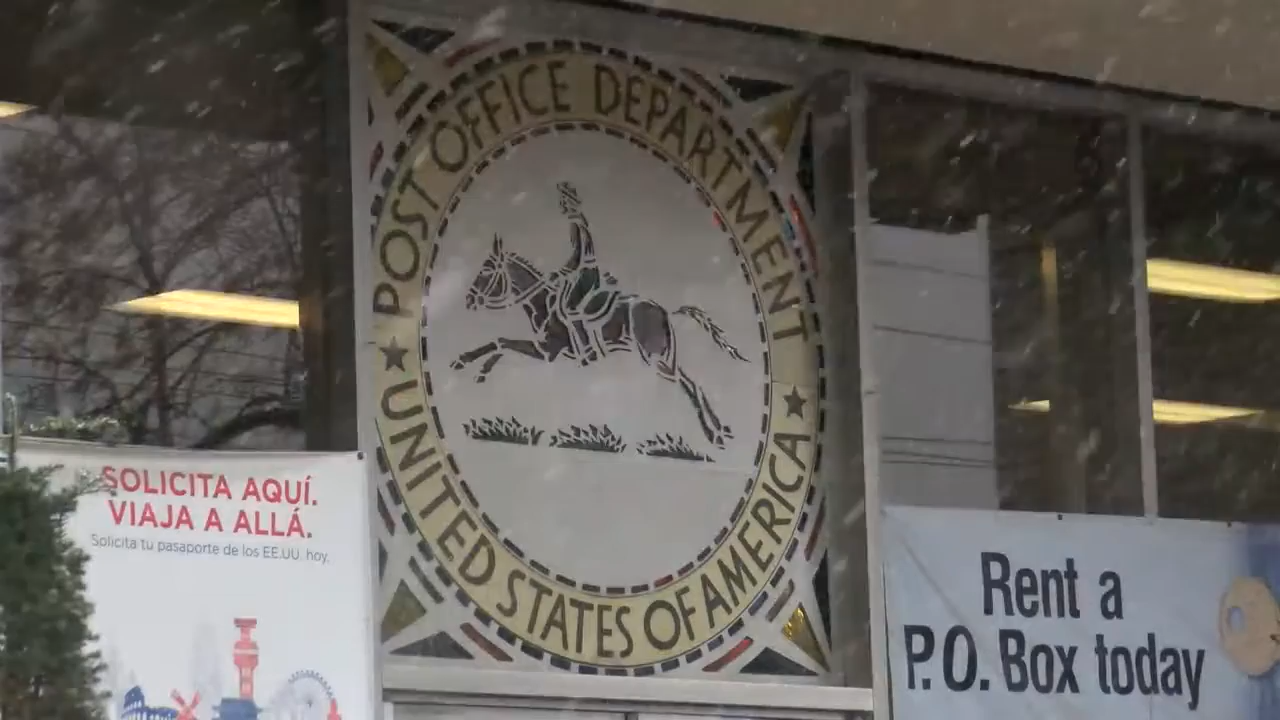 POST OFFICE DEPARTMENT
★ UNITED STATES OF AMERICA ★
SOLICITA AQUÍ.
VIAJA A ALLÁ.
Solicita tu pasaporte de los EE.UU. hoy.
Rent a
P.O. Box today